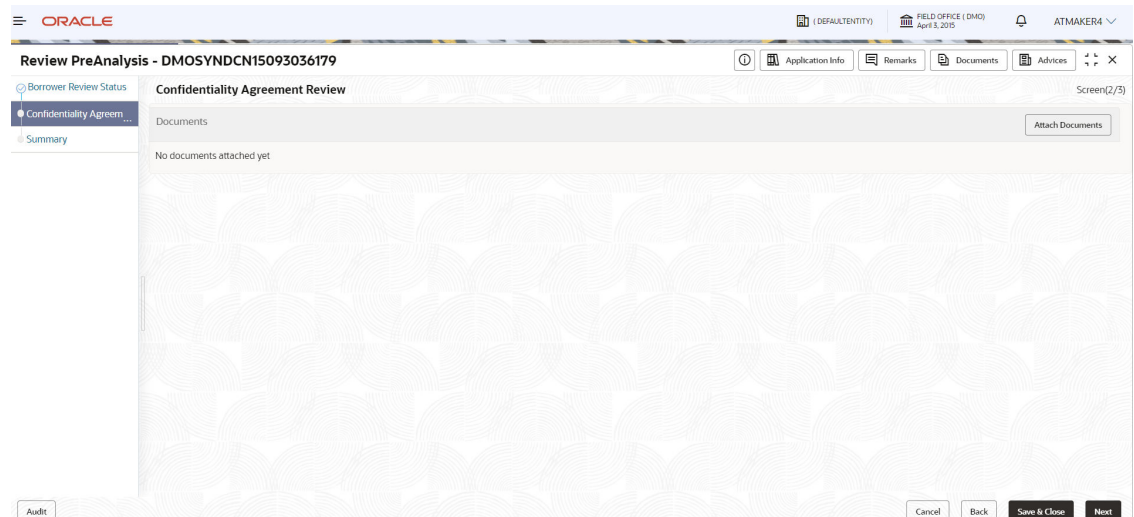 ORACLE
( DEFAULTENTITY)
FIELD OFFICE ( DMO)
April 3, 2015
ATMAKER4
Review PreAnalysis - DMOSYNDCN15093036179
Application Info
Remarks
Documents
Advices
Borrower Review Status
Confidentiality Agreem...
Summary
Confidentiality Agreement Review
Screen(2/3)
Documents
Attach Documents
No documents attached yet
Audit
Cancel
Back
Save & Close
Next